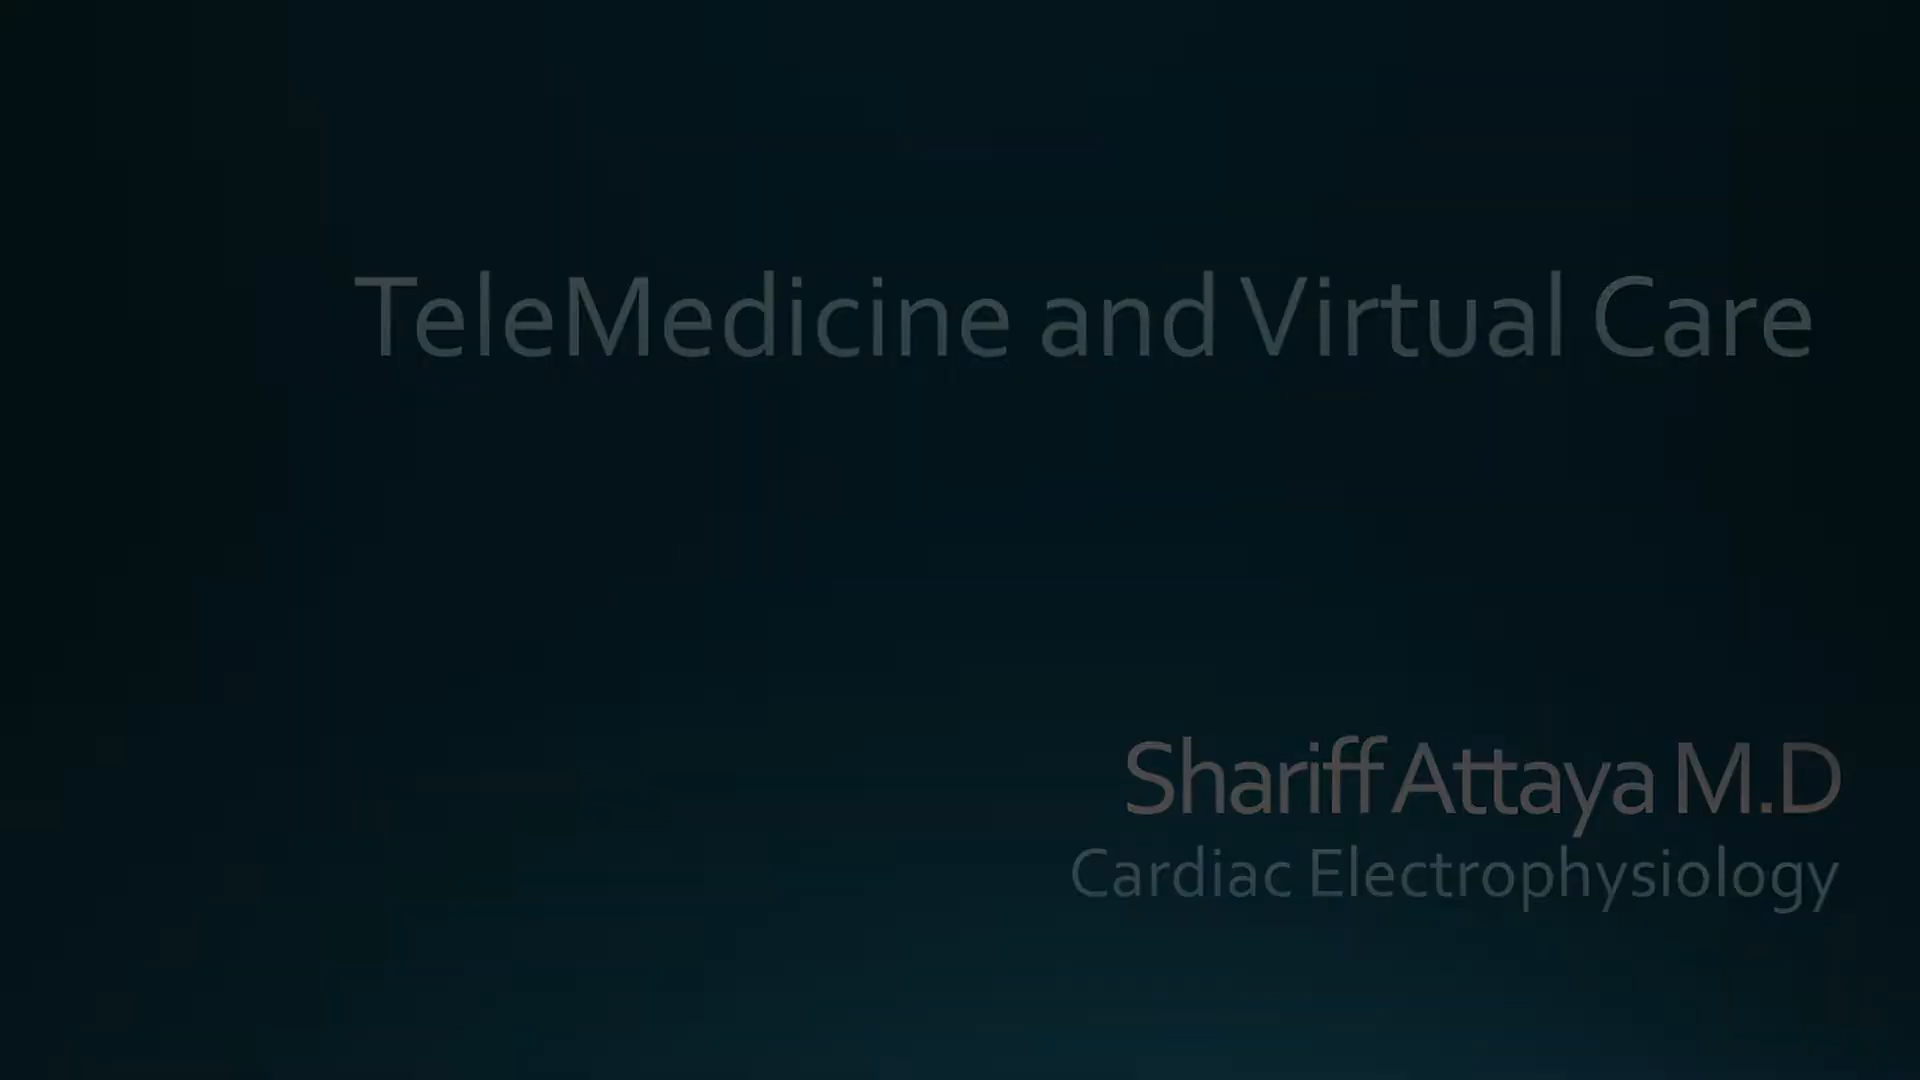 TeleMedicine and Virtual Care
Shariff Attaya M.D
Cardiac Electrophysiology